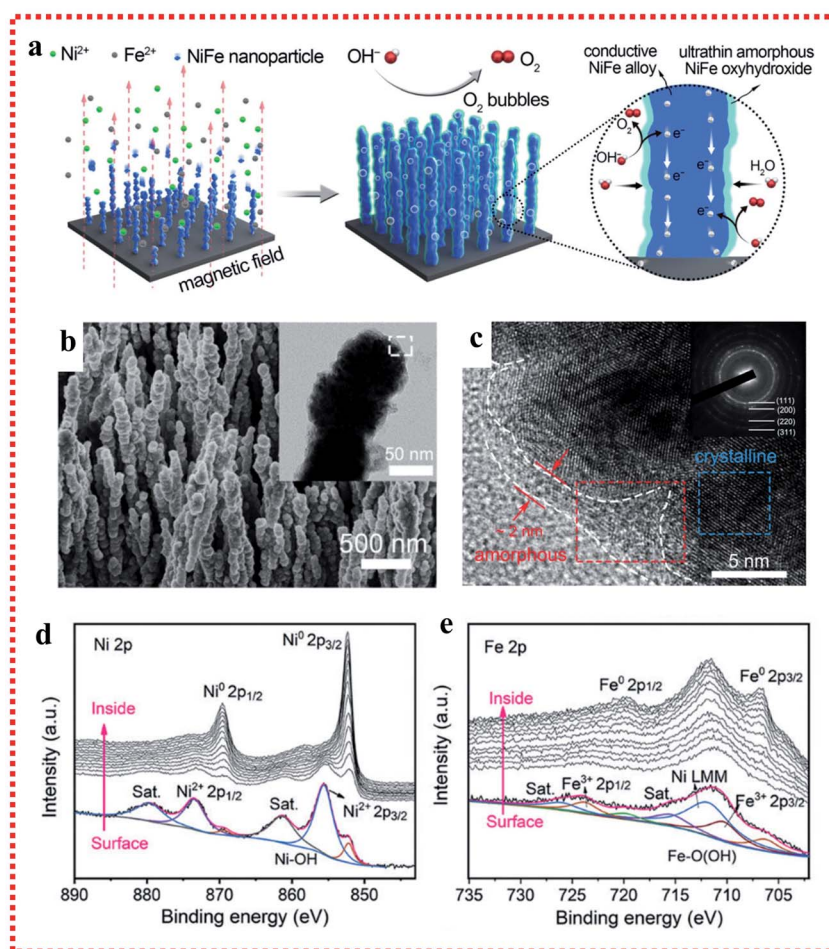 a
Ni2+ Fe2+ NiFe nanoparticle
OH⁻ O2
O2 bubbles
conductive
NiFe alloy
ultrathin amorphous
NiFe oxyhydroxide
magnetic field
O2
OH⁻
e⁻
e⁻
e⁻
e⁻
H2O
b
50 nm
500 nm
c
(111)
(200)
(220)
(311)
crystalline
≈ 2 nm
amorphous
5 nm
d
Ni 2p
Ni⁰ 2p3/2
Ni⁰ 2p1/2
Inside
Sat.
Ni2+ 2p1/2
Sat.
Ni2+ 2p3/2
Surface
Ni-OH
Intensity (a.u.)
890 880 870 860 850
Binding energy (eV)
e
Fe 2p
Fe⁰ 2p1/2
Fe⁰ 2p3/2
Inside
Sat.
Fe3+ 2p1/2
Sat.
Ni LMM
Fe3+ 2p3/2
Surface
Fe-O(OH)
Intensity (a.u.)
735 730 725 720 715 710 705
Binding energy (eV)